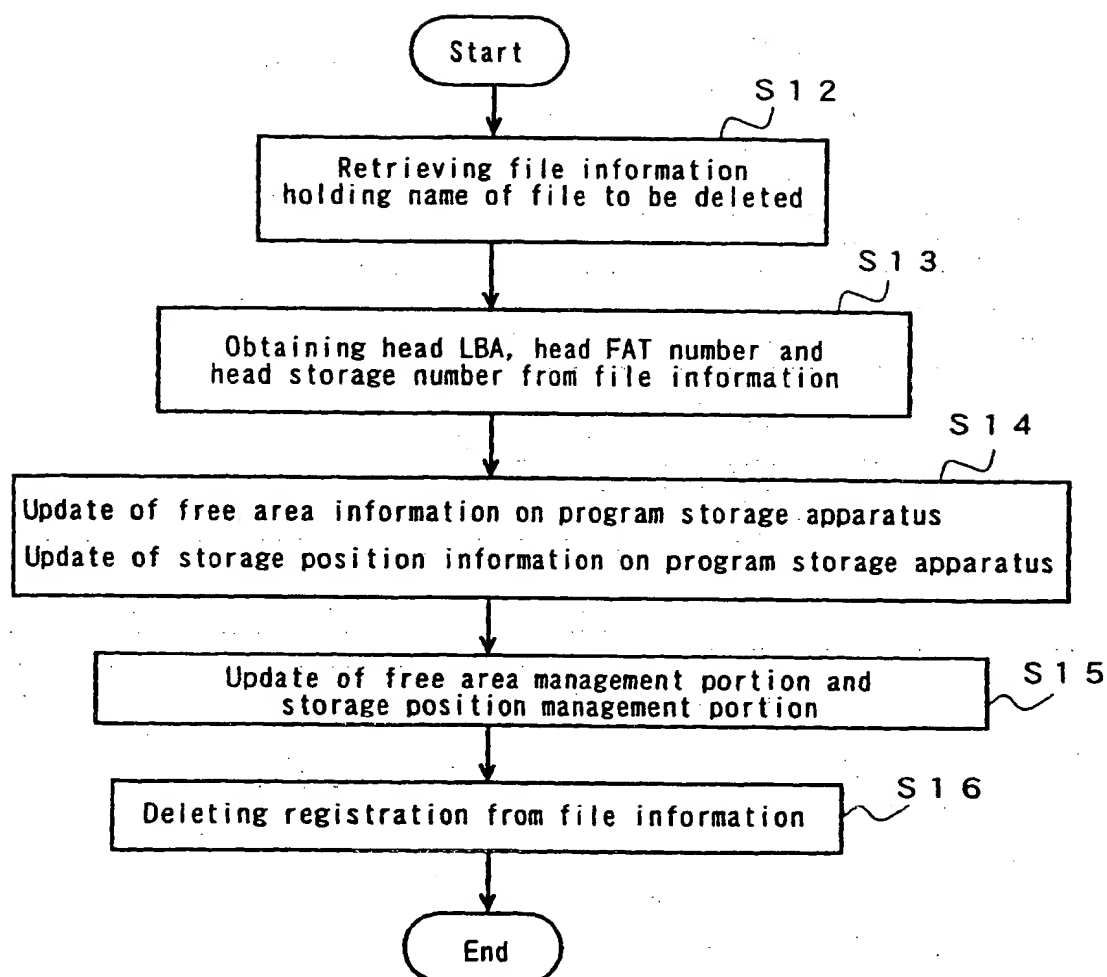 Start
S12
Retrieving file information
holding name of file to be deleted
S13
Obtaining head LBA, head FAT number and
head storage number from file information
S14
Update of free area information on program storage apparatus
Update of storage position information on program storage apparatus
S15
Update of free area management portion and
storage position management portion
S16
Deleting registration from file information
End